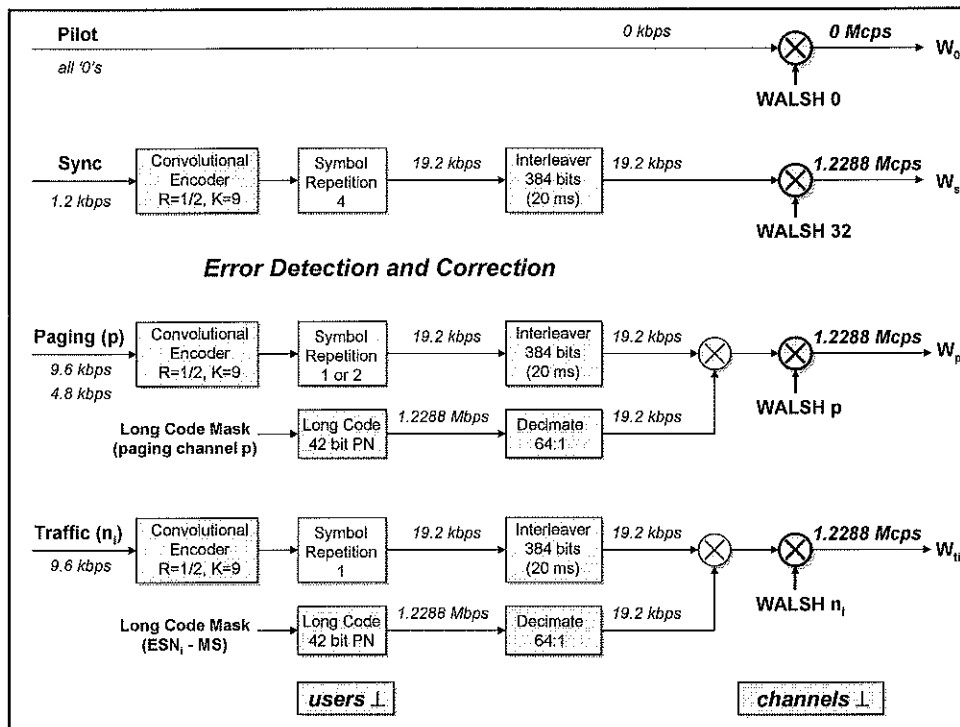 Pilot
all '0's
0 kbps
0 Mcps
W0
WALSH 0
Sync
1.2 kbps
Convolutional
Encoder
R=1/2, K=9
Symbol
Repetition
4
19.2 kbps
Interleaver
384 bits
(20 ms)
19.2 kbps
1.2288 Mcps
Ws
WALSH 32
Error Detection and Correction
Paging (p)
9.6 kbps
4.8 kbps
Convolutional
Encoder
R=1/2, K=9
Symbol
Repetition
1 or 2
19.2 kbps
Interleaver
384 bits
(20 ms)
19.2 kbps
1.2288 Mcps
Wp
WALSH p
Long Code Mask
(paging channel p)
Long Code
42 bit PN
1.2288 Mbps
Decimate
64:1
19.2 kbps
Traffic (ni)
9.6 kbps
Convolutional
Encoder
R=1/2, K=9
Symbol
Repetition
1
19.2 kbps
Interleaver
384 bits
(20 ms)
19.2 kbps
1.2288 Mcps
Wti
WALSH ni
Long Code Mask
(ESNi - MS)
Long Code
42 bit PN
1.2288 Mbps
Decimate
64:1
19.2 kbps
users ⊥
channels ⊥